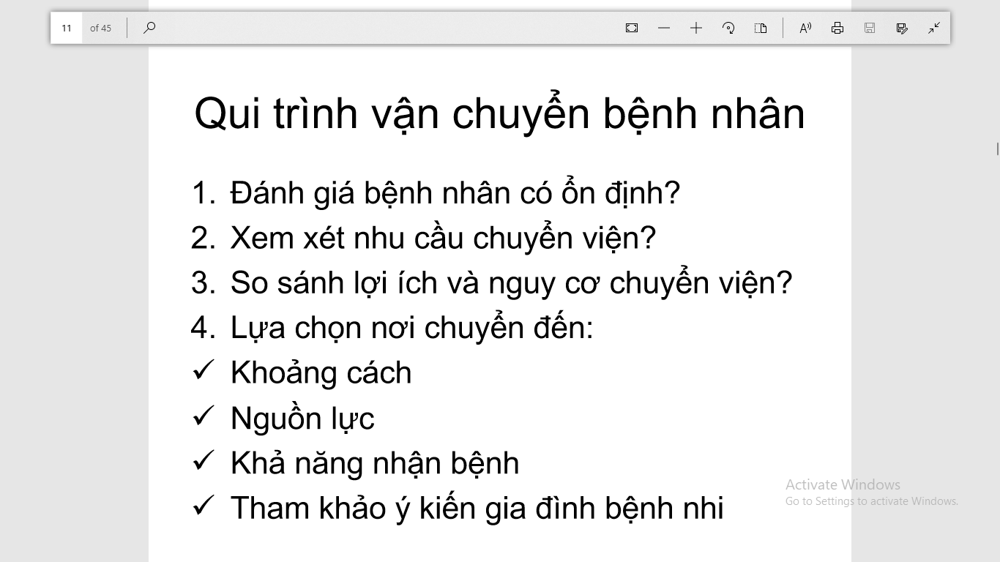 11 of 45
Qui trình vận chuyển bệnh nhân
1. Đánh giá bệnh nhân có ổn định?
2. Xem xét nhu cầu chuyển viện?
3. So sánh lợi ích và nguy cơ chuyển viện?
4. Lựa chọn nơi chuyển đến:
✓ Khoảng cách
✓ Nguồn lực
✓ Khả năng nhận bệnh
✓ Tham khảo ý kiến gia đình bệnh nhi
Activate Windows
Go to Settings to activate Windows.